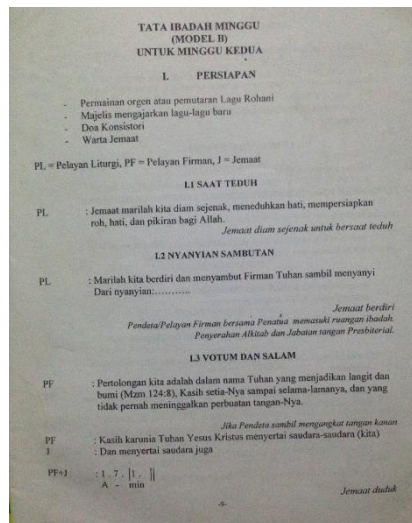 TATA IBADAH MINGGU
(MODEL B)
UNTUK MINGGU KEDUA
I. PERSIAPAN
- Permainan orgen atau pemutaran Lagu Rohani
- Majelis mengajarkan lagu-lagu baru
- Doa Konsistori
- Warta Jemaat
PL = Pelayan Liturgi, PF = Pelayan Firman, J = Jemaat
I.1 SAAT TEDUH
PL : Jemaat marilah kita diam sejenak, meneduhkan hati, mempersiapkan
roh, hati, dan pikiran bagi Allah.
Jemaat diam sejenak untuk bersaat teduh
I.2 NYANYIAN SAMBUTAN
PL : Marilah kita berdiri dan menyambut Firman Tuhan sambil menyanyi
Dari nyanyian:...........
Jemaat berdiri
Pendeta/Pelayan Firman bersama Penatua memasuki ruangan ibadah.
Penyerahan Alkitab dan Jabatan tangan Presbiterial.
I.3 VOTUM DAN SALAM
PF : Pertolongan kita adalah dalam nama Tuhan yang menjadikan langit dan
bumi (Mzm 124:8), Kasih setia-Nya sampai selama-lamanya, dan yang
tidak pernah meninggalkan perbuatan tangan-Nya.
Jika Pendeta sambil mengangkat tangan kanan
PF : Kasih karunia Tuhan Yesus Kristus menyertai saudara-saudara (kita)
J : Dan menyertai saudara juga
PF+J : 1 . 7 . |1 . ||
A - min
Jemaat duduk